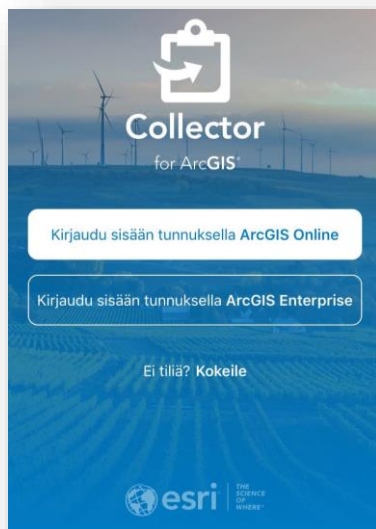 Collector
for ArcGIS®
Kirjaudu sisään tunnuksella ArcGIS Online
Kirjaudu sisään tunnuksella ArcGIS Enterprise
Ei tiliä? Kokeile
esri
THE
SCIENCE
OF
WHERE®